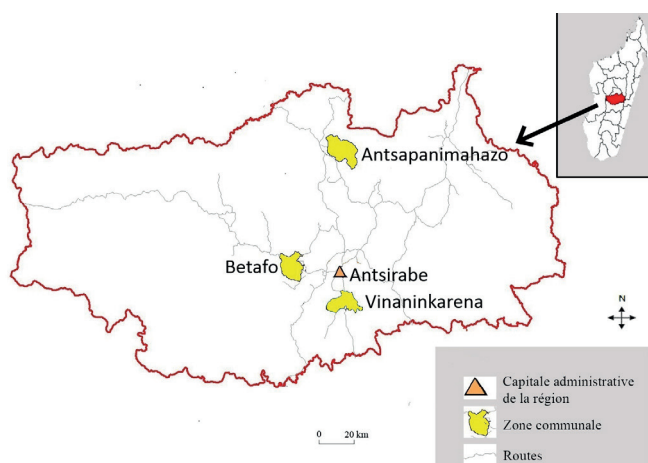 Antsapanimahazo
Betafo
Antsirabe
Vinaninkarena
N
Capitale administrative
de la région
Zone communale
Routes
0 20 km